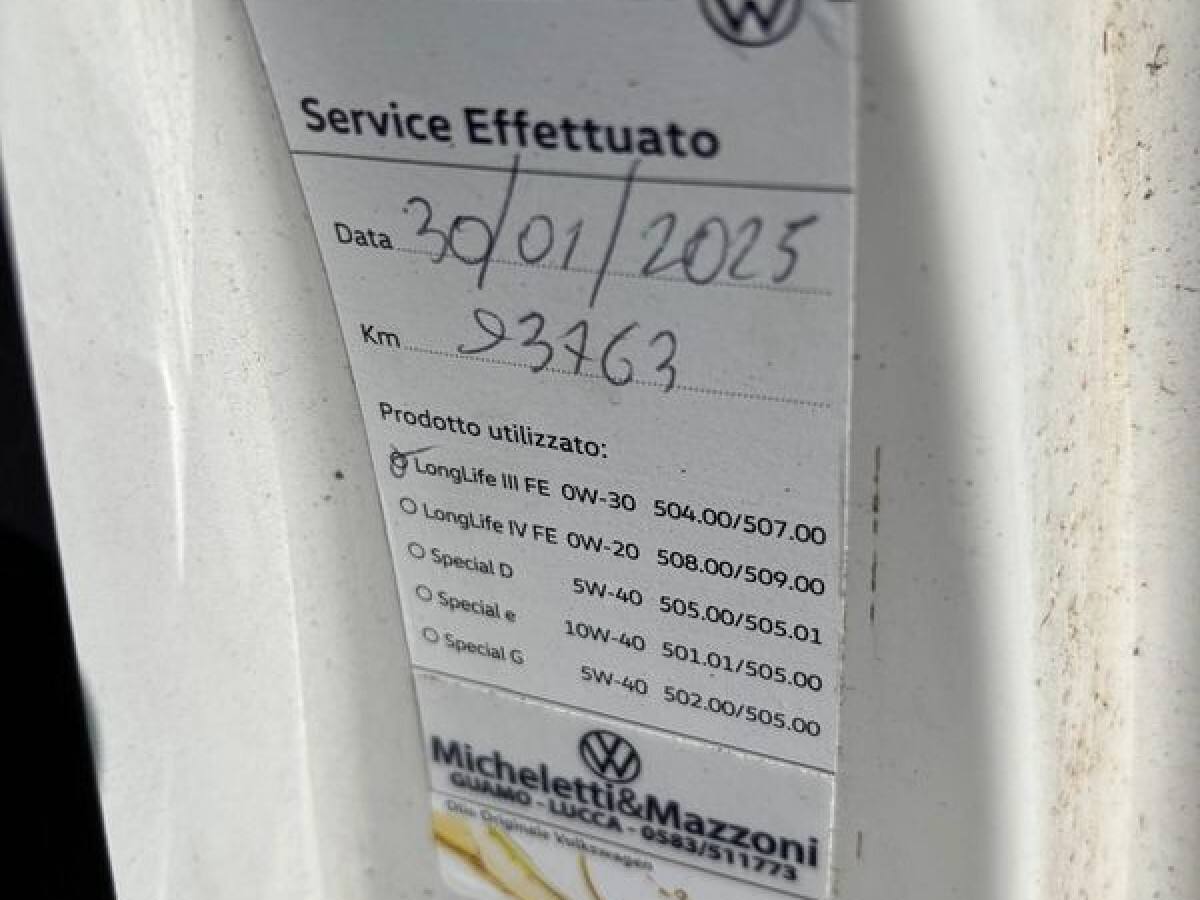 Service Effettuato
Data 30/01/2025
Km 93763
Prodotto utilizzato:
LongLife III FE 0W-30 504.00/507.00
LongLife IV FE 0W-20 508.00/509.00
Special D 5W-40 505.00/505.01
Special e 10W-40 501.01/505.00
Special G 5W-40 502.00/505.00
Micheletti&Mazzoni
GUAMO - LUCCA - 0583/511773
Olio Originale Volkswagen